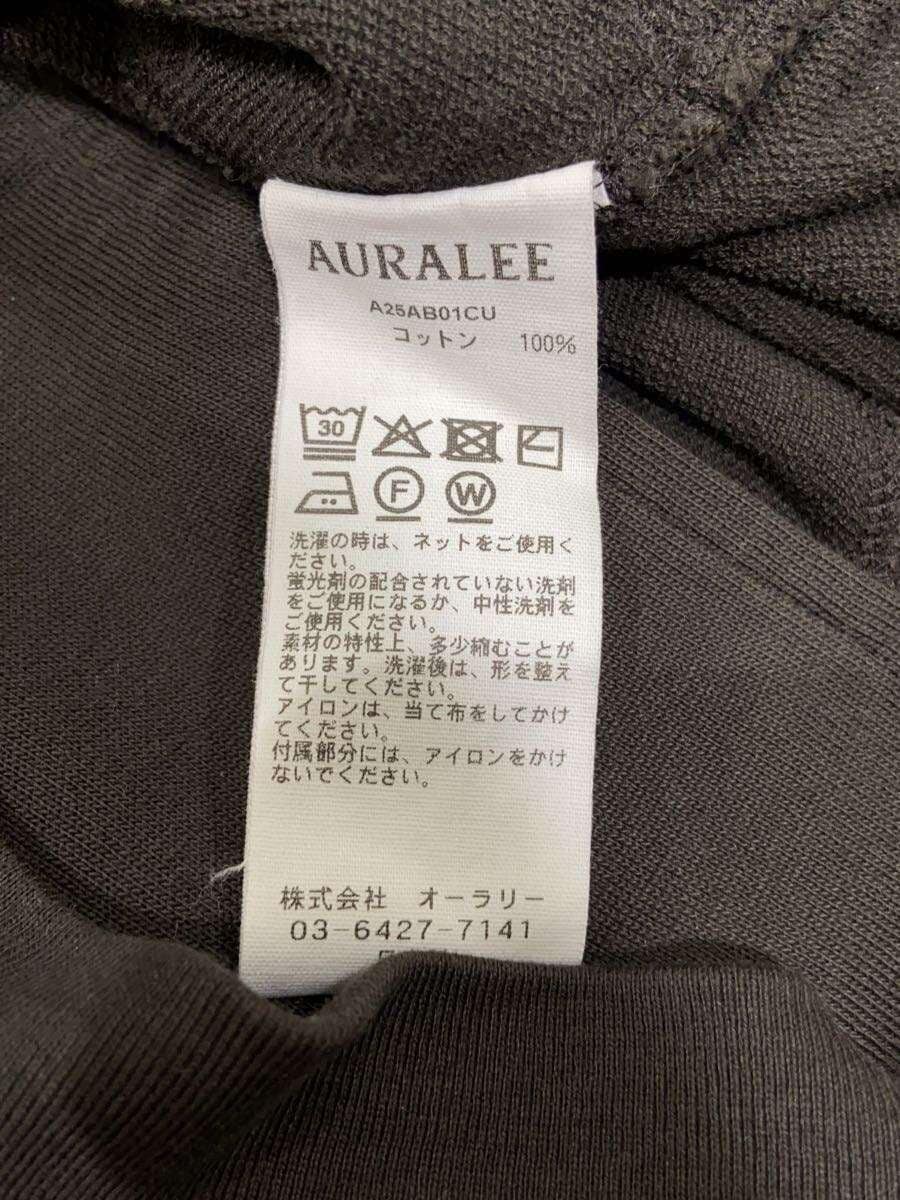 AURALEE
A25AB01CU
コットン 100%
30
F W
洗濯の時は、ネットをご使用く
ださい。
蛍光剤の配合されていない洗剤
をご使用になるか、中性洗剤を
ご使用ください。
素材の特性上、多少縮むことが
あります。洗濯後は、形を整え
て干してください。
アイロンは、当て布をしてかけ
てください。
付属部分には、アイロンをかけ
ないでください。
株式会社 オーラリー
03-6427-7141